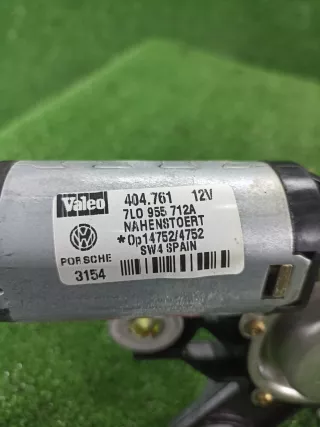 Valeo 404.761 12V
7L0 955 712A
NAHENSTOERT
*Op14752/4752
SW4 SPAIN
PORSCHE
3154